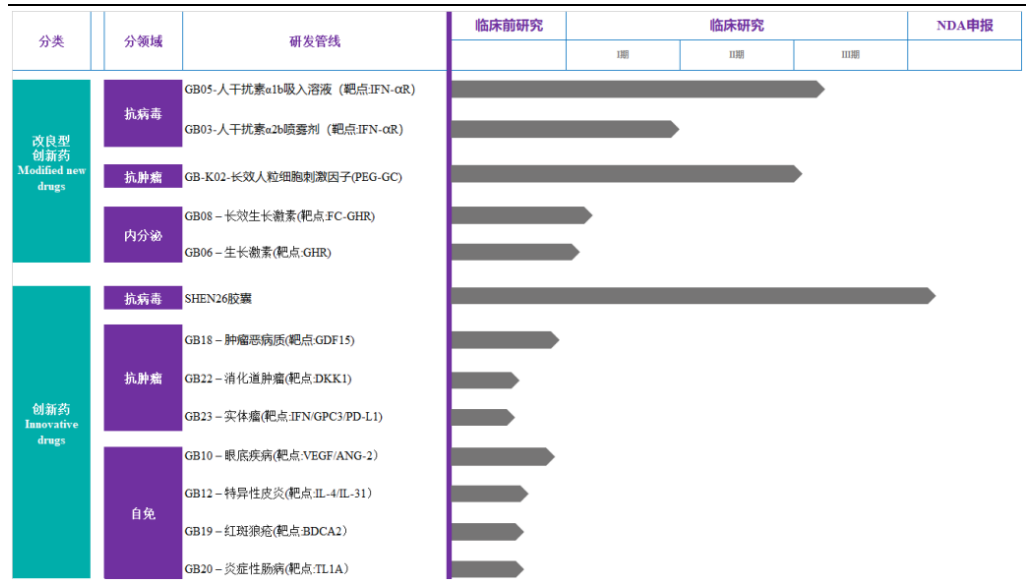 分类
分领域
研发管线
临床前研究
临床研究
NDA申报
I期
II期
III期
改良型
创新药
Modified new
drugs
抗病毒
GB05-人干扰素α1b吸入溶液（靶点:IFN-αR）
GB03-人干扰素α2b喷雾剂（靶点:IFN-αR）
抗肿瘤
GB-K02-长效人粒细胞刺激因子(PEG-GC)
内分泌
GB08 – 长效生长激素(靶点:FC-GHR)
GB06 – 生长激素(靶点:GHR)
创新药
Innovative
drugs
抗病毒
SHEN26胶囊
抗肿瘤
GB18 – 肿瘤恶病质(靶点:GDF15)
GB22 – 消化道肿瘤(靶点:DKK1)
GB23 – 实体瘤(靶点:IFN/GPC3/PD-L1)
自免
GB10 – 眼底疾病(靶点:VEGF/ANG-2）
GB12 – 特异性皮炎(靶点:IL-4/IL-31）
GB19 – 红斑狼疮(靶点:BDCA2）
GB20 – 炎症性肠病(靶点:TL1A）